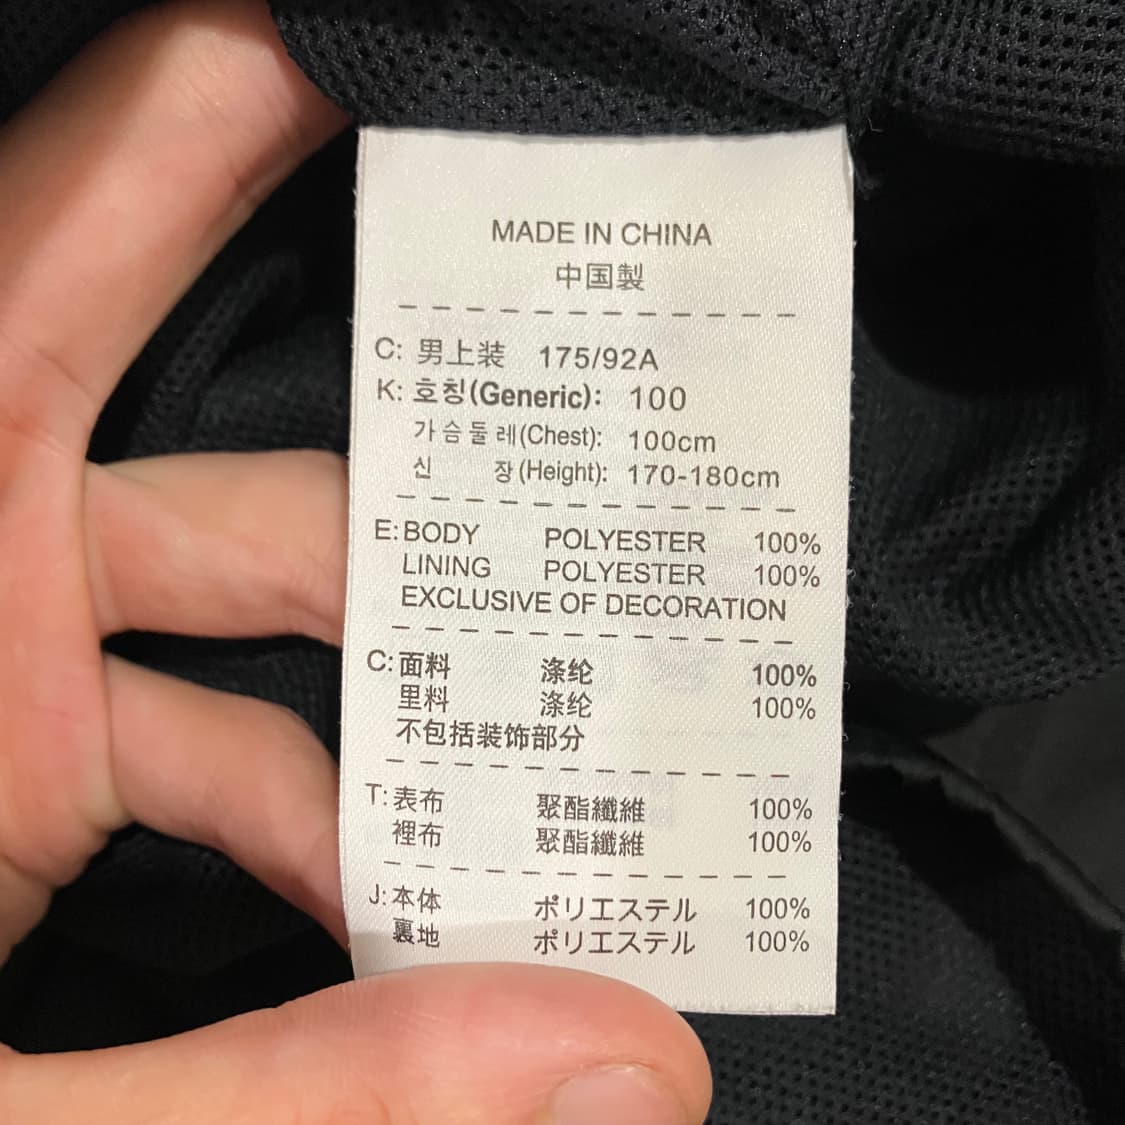 MADE IN CHINA
中国製
C: 男上装 175/92A
K: 호칭(Generic): 100
가슴둘레(Chest): 100cm
신 장(Height): 170-180cm
E: BODY POLYESTER 100%
LINING POLYESTER 100%
EXCLUSIVE OF DECORATION
C: 面料 涤纶 100%
里料 涤纶 100%
不包括装饰部分
T: 表布 聚酯纖維 100%
裡布 聚酯纖維 100%
J: 本体 ポリエステル 100%
裏地 ポリエステル 100%